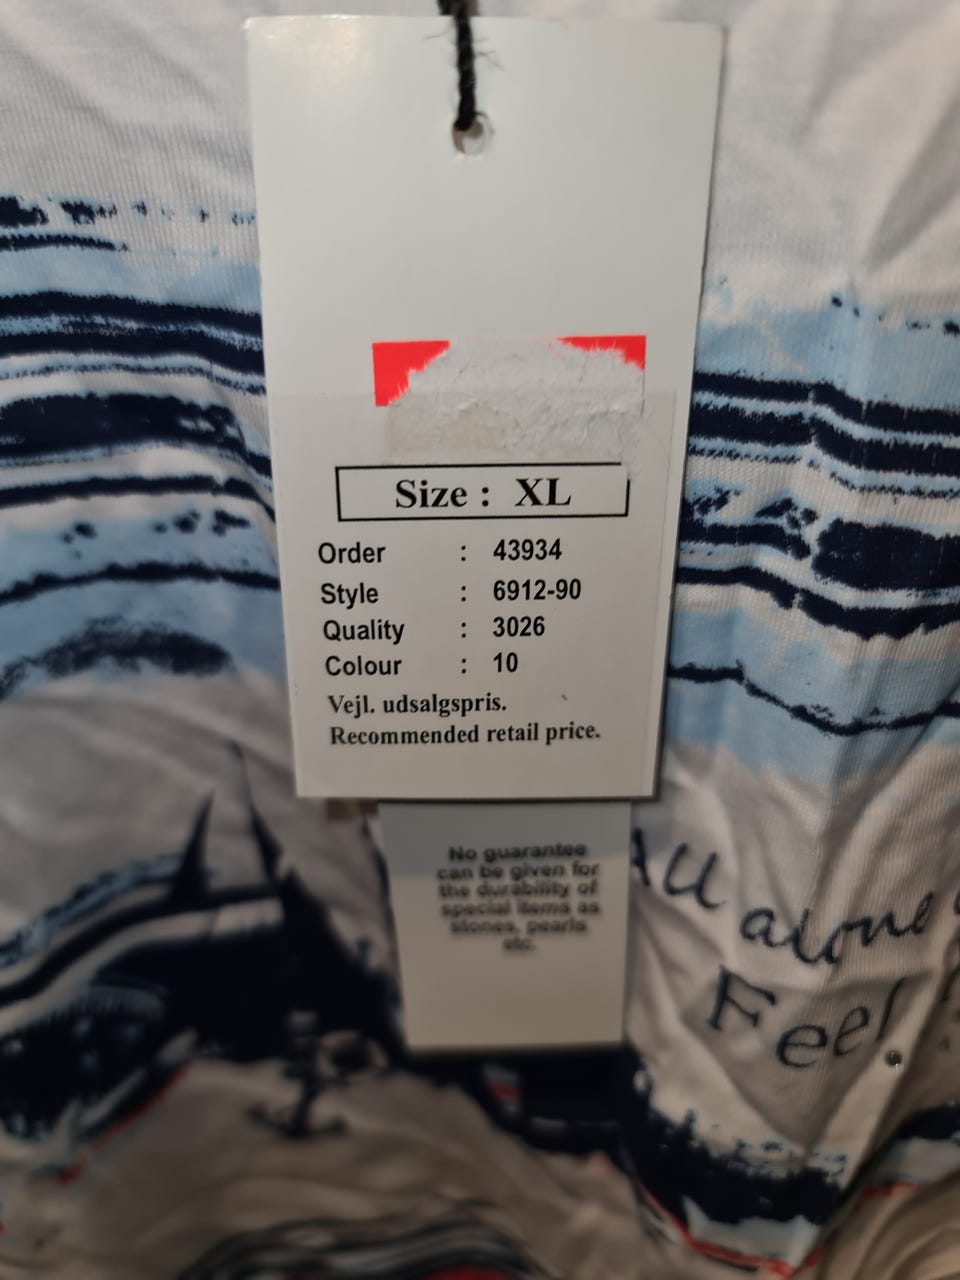 Size : XL
Order : 43934
Style : 6912-90
Quality : 3026
Colour : 10
Vejl. udsalgspris.
Recommended retail price.
No guarantee
can be given for
the durability of
special items as
stones, pearls
etc.
All alone
Feel